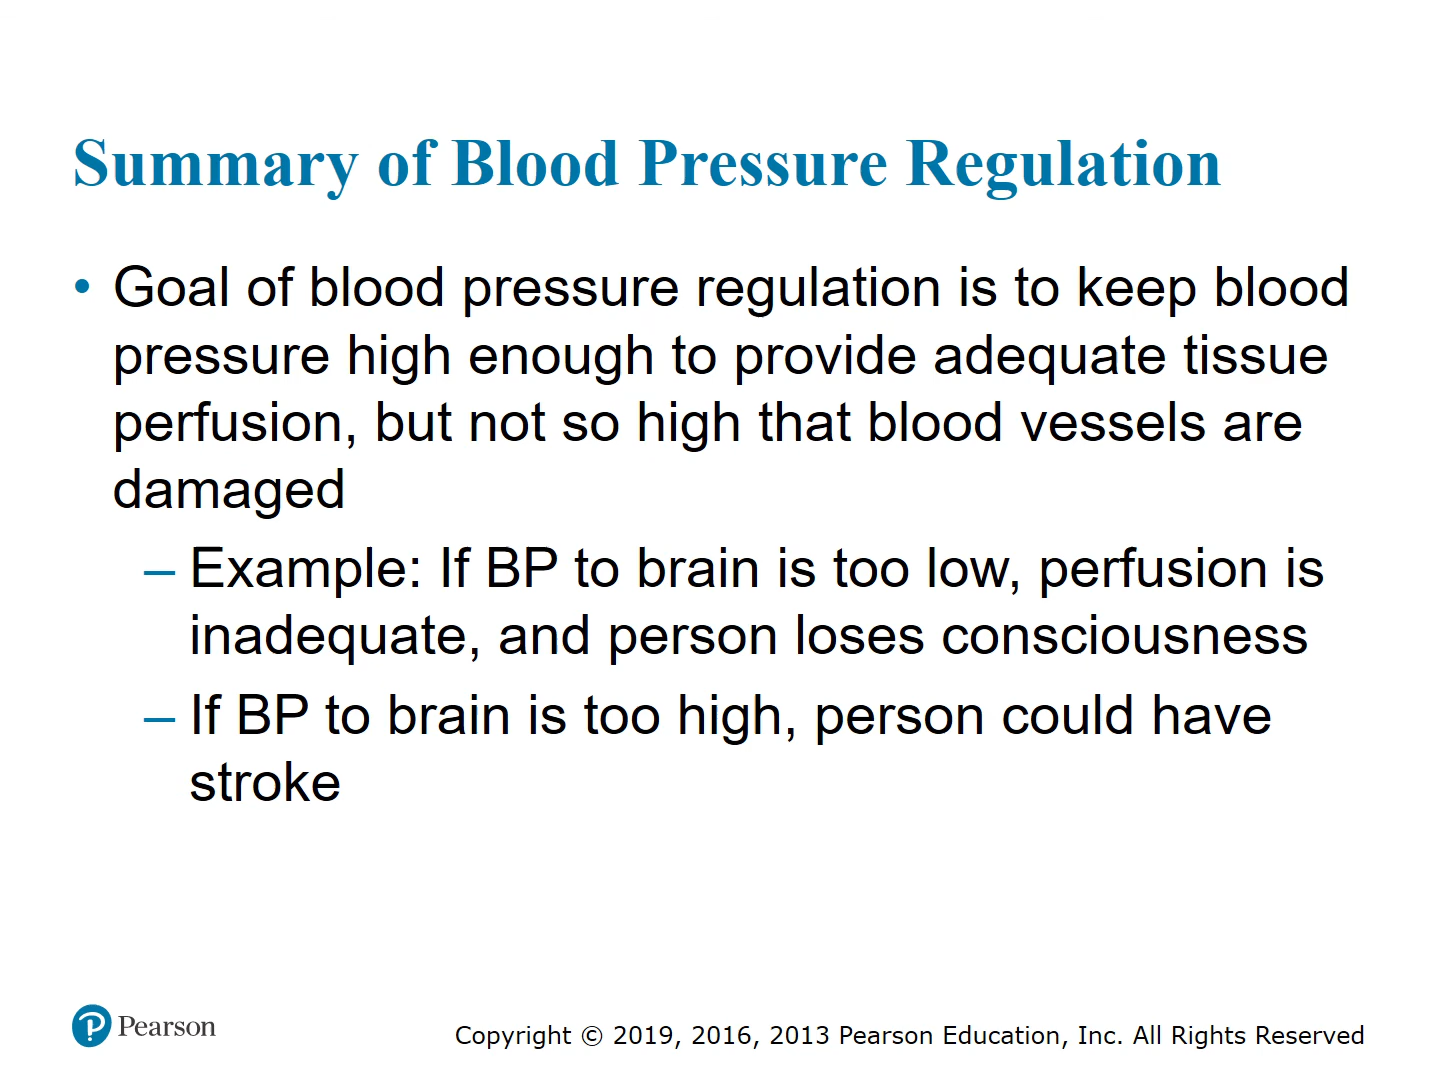 Summary of Blood Pressure Regulation
• Goal of blood pressure regulation is to keep blood
pressure high enough to provide adequate tissue
perfusion, but not so high that blood vessels are
damaged
– Example: If BP to brain is too low, perfusion is
inadequate, and person loses consciousness
– If BP to brain is too high, person could have
stroke
Pearson
Copyright © 2019, 2016, 2013 Pearson Education, Inc. All Rights Reserved